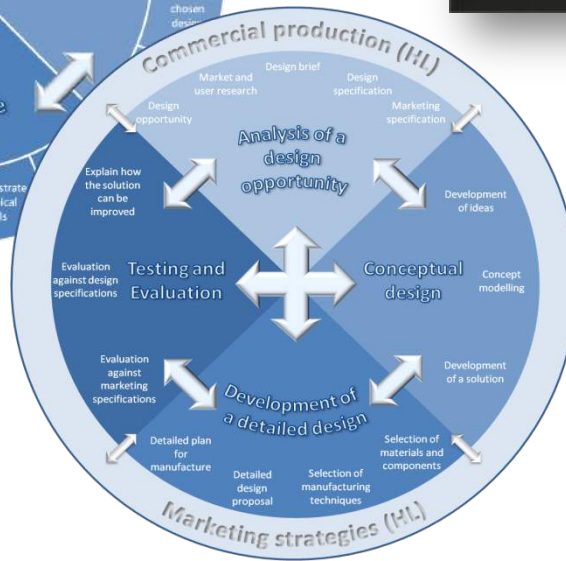 chosen
Commercial production (HL)
Design brief
Market and
user research
Design
specification
Design
opportunity
Marketing
specification
Analysis of a
design
opportunity
Explain how
the solution
can be
improved
Development
of ideas
Evaluation
against design
specifications
Testing and
Evaluation
Conceptual
design
Concept
modelling
Evaluation
against
marketing
specifications
Development
of a solution
Development of
a detailed design
Detailed plan
for
manufacture
Detailed
design
proposal
Selection of
manufacturing
techniques
Selection of
materials and
components
Marketing strategies (HL)